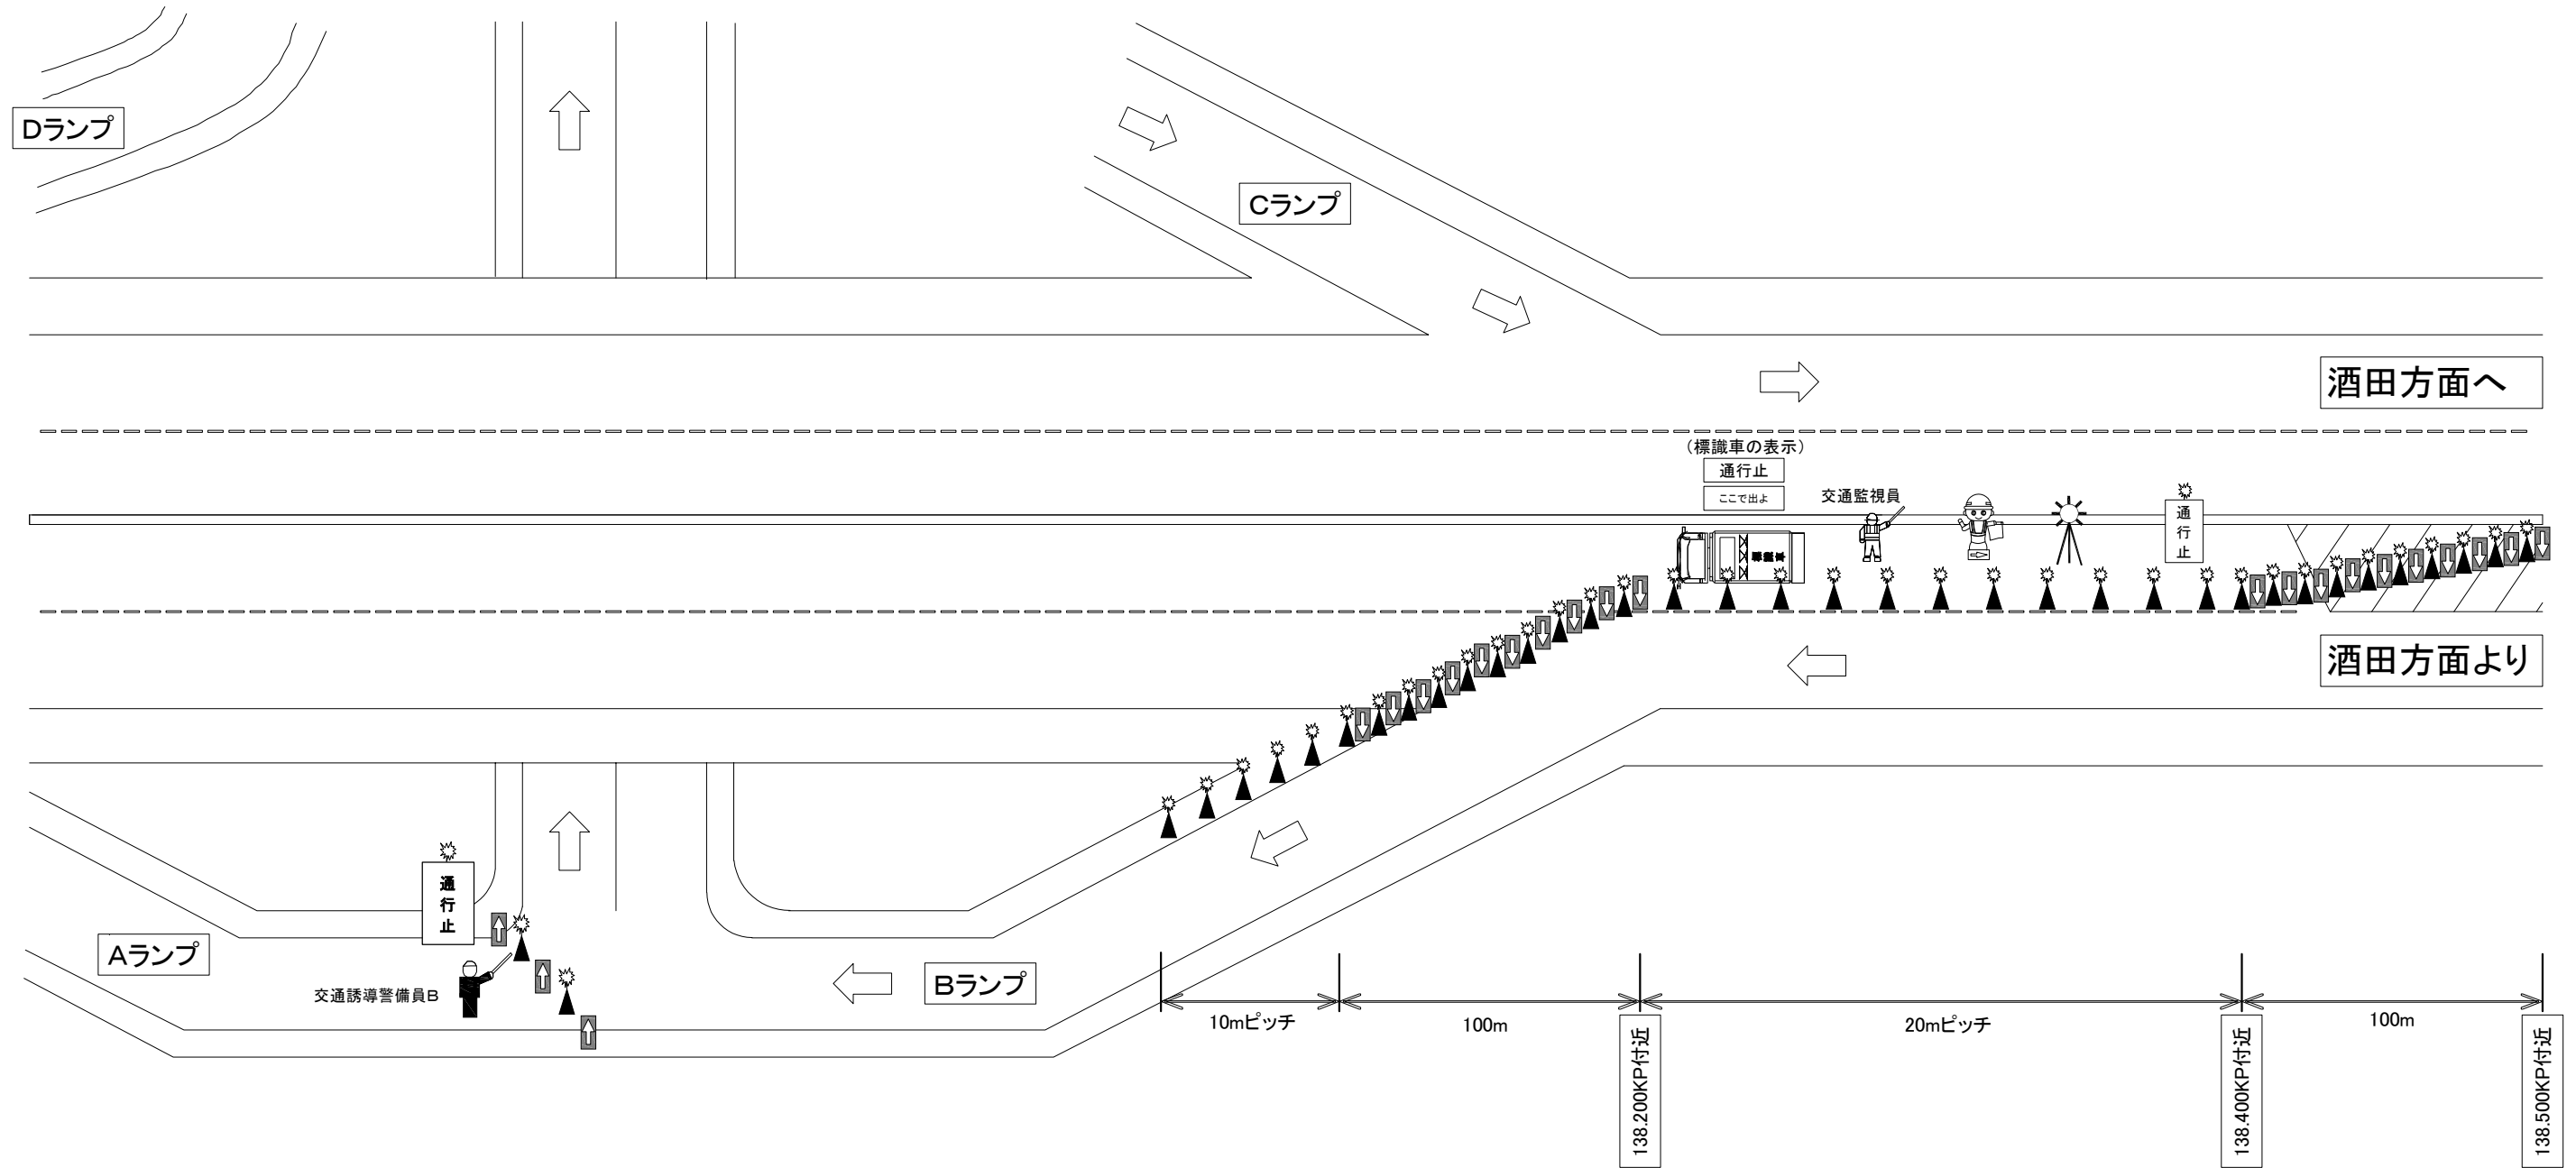 Dランプ
Cランプ
酒田方面へ
(標識車の表示)
通行止
ここで出よ
交通監視員
通行止
標識車
酒田方面より
通行止
Aランプ
交通誘導警備員B
Bランプ
10mピッチ
100m
20mピッチ
100m
138.200KP付近
138.400KP付近
138.500KP付近